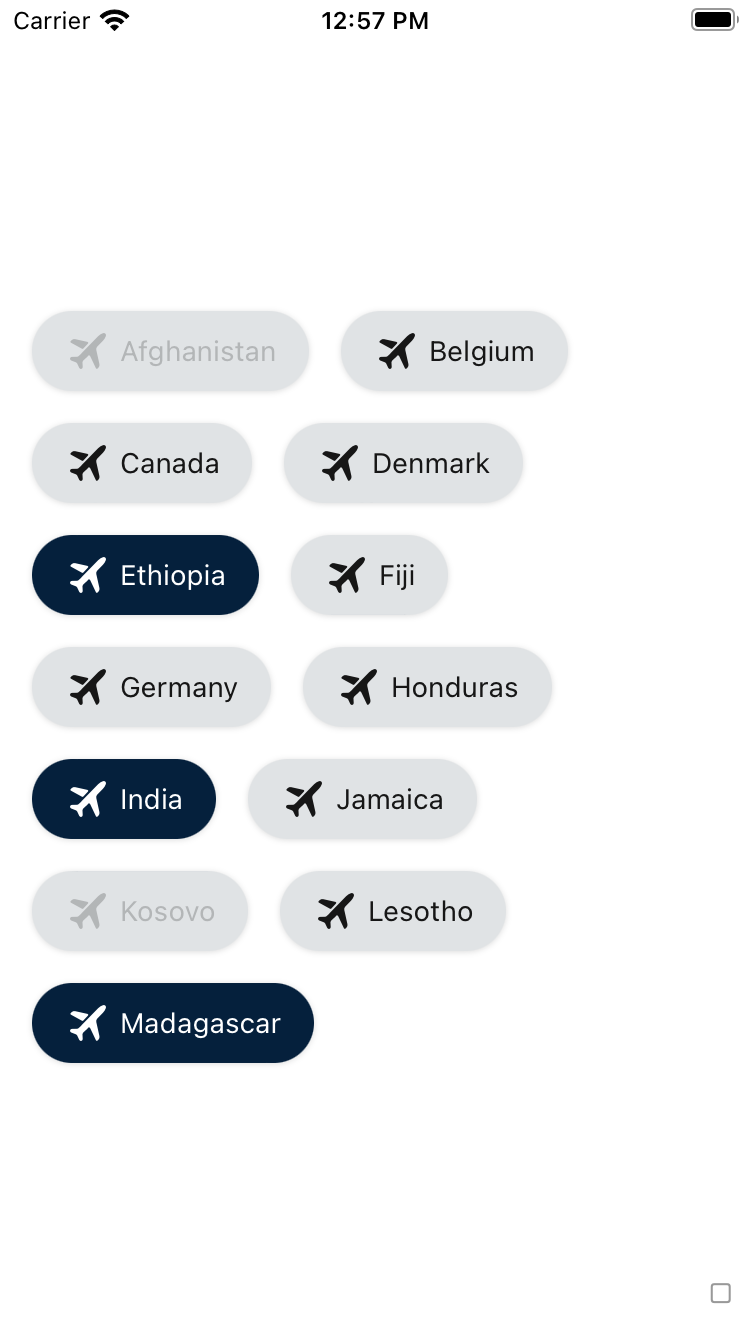 Carrier 12:57 PM
Afghanistan Belgium
Canada Denmark
Ethiopia Fiji
Germany Honduras
India Jamaica
Kosovo Lesotho
Madagascar